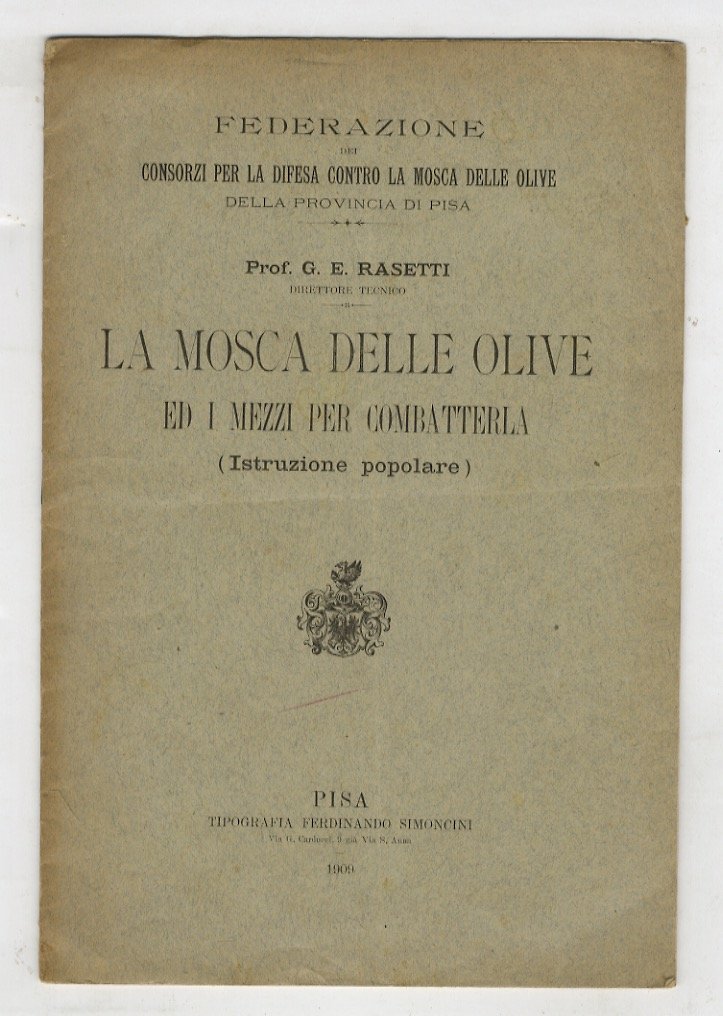 FEDERAZIONE
DEI
CONSORZI PER LA DIFESA CONTRO LA MOSCA DELLE OLIVE
DELLA PROVINCIA DI PISA
Prof. G. E. RASETTI
DIRETTORE TECNICO
LA MOSCA DELLE OLIVE
ED I MEZZI PER COMBATTERLA
(Istruzione popolare)
PISA
TIPOGRAFIA FERDINANDO SIMONCINI
Via G. Carducci, 9 già Via S. Anna
1909